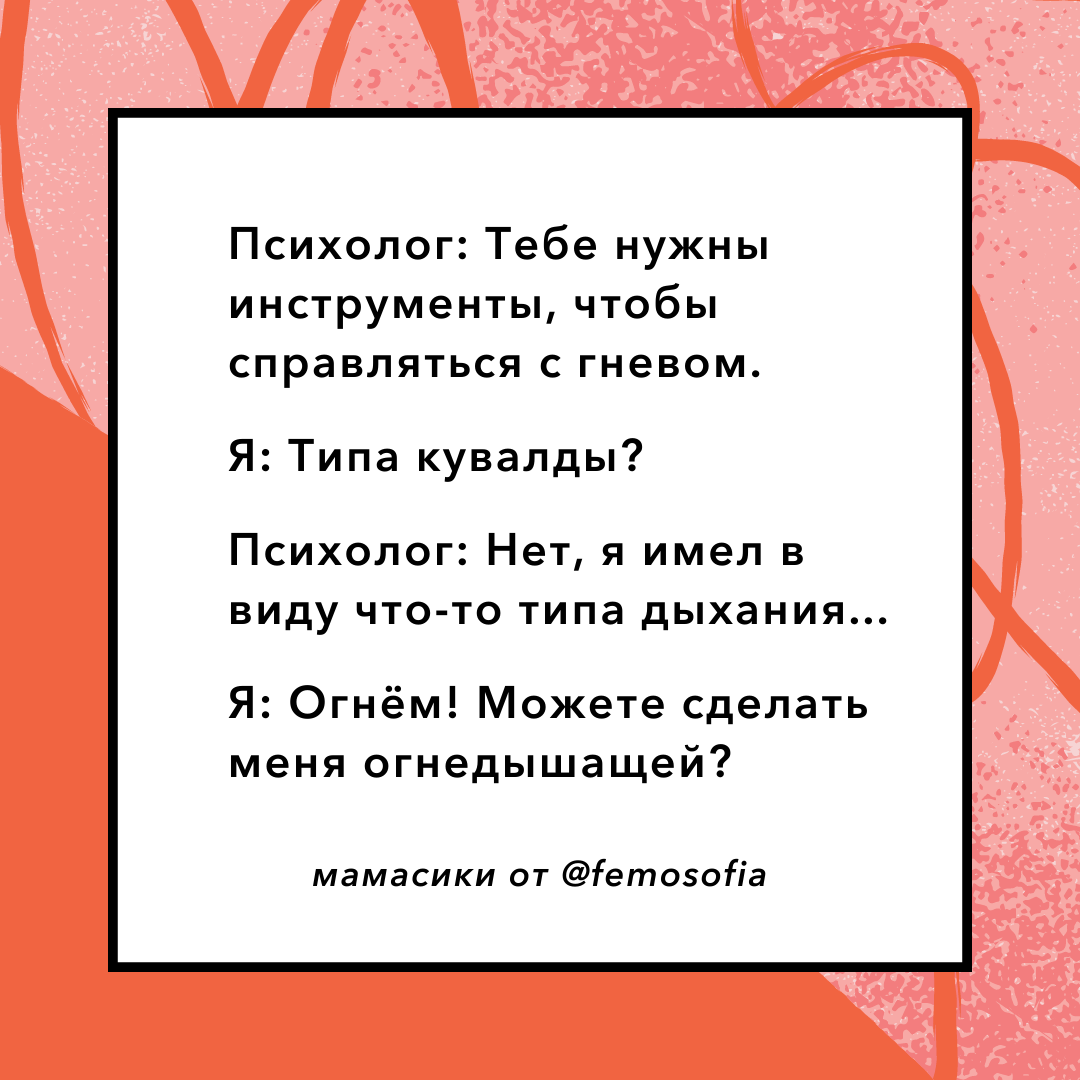 Психолог: Тебе нужны
инструменты, чтобы
справляться с гневом.
Я: Типа кувалды?
Психолог: Нет, я имел в
виду что-то типа дыхания...
Я: Огнём! Можете сделать
меня огнедышащей?
мамасики от @femosofia